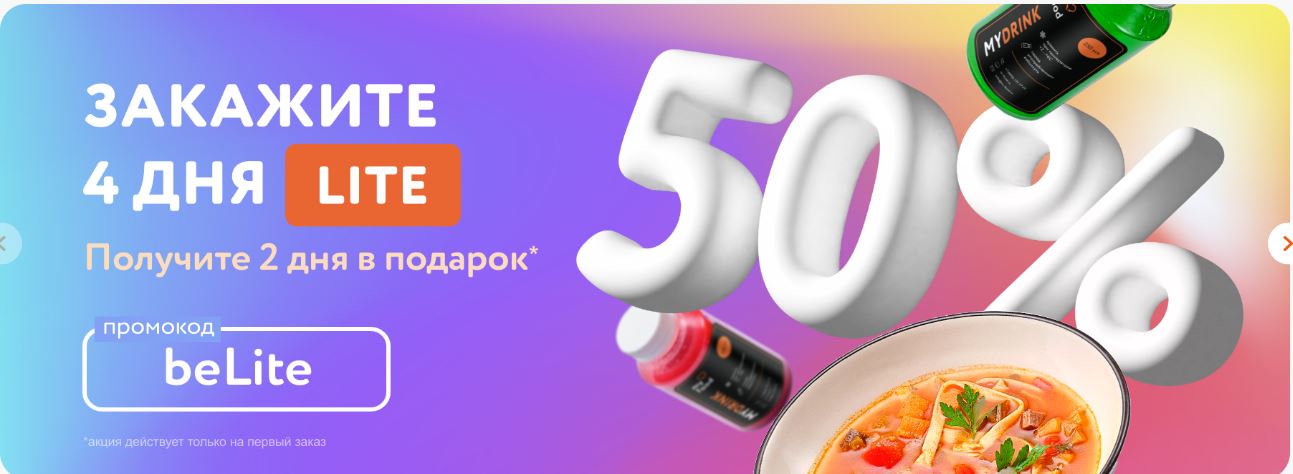 ЗАКАЖИТЕ
4 ДНЯ LITE
Получите 2 дня в подарок*
промокод
beLite
*акция действует только на первый заказ
50%
MYDRINK
MYDRINK